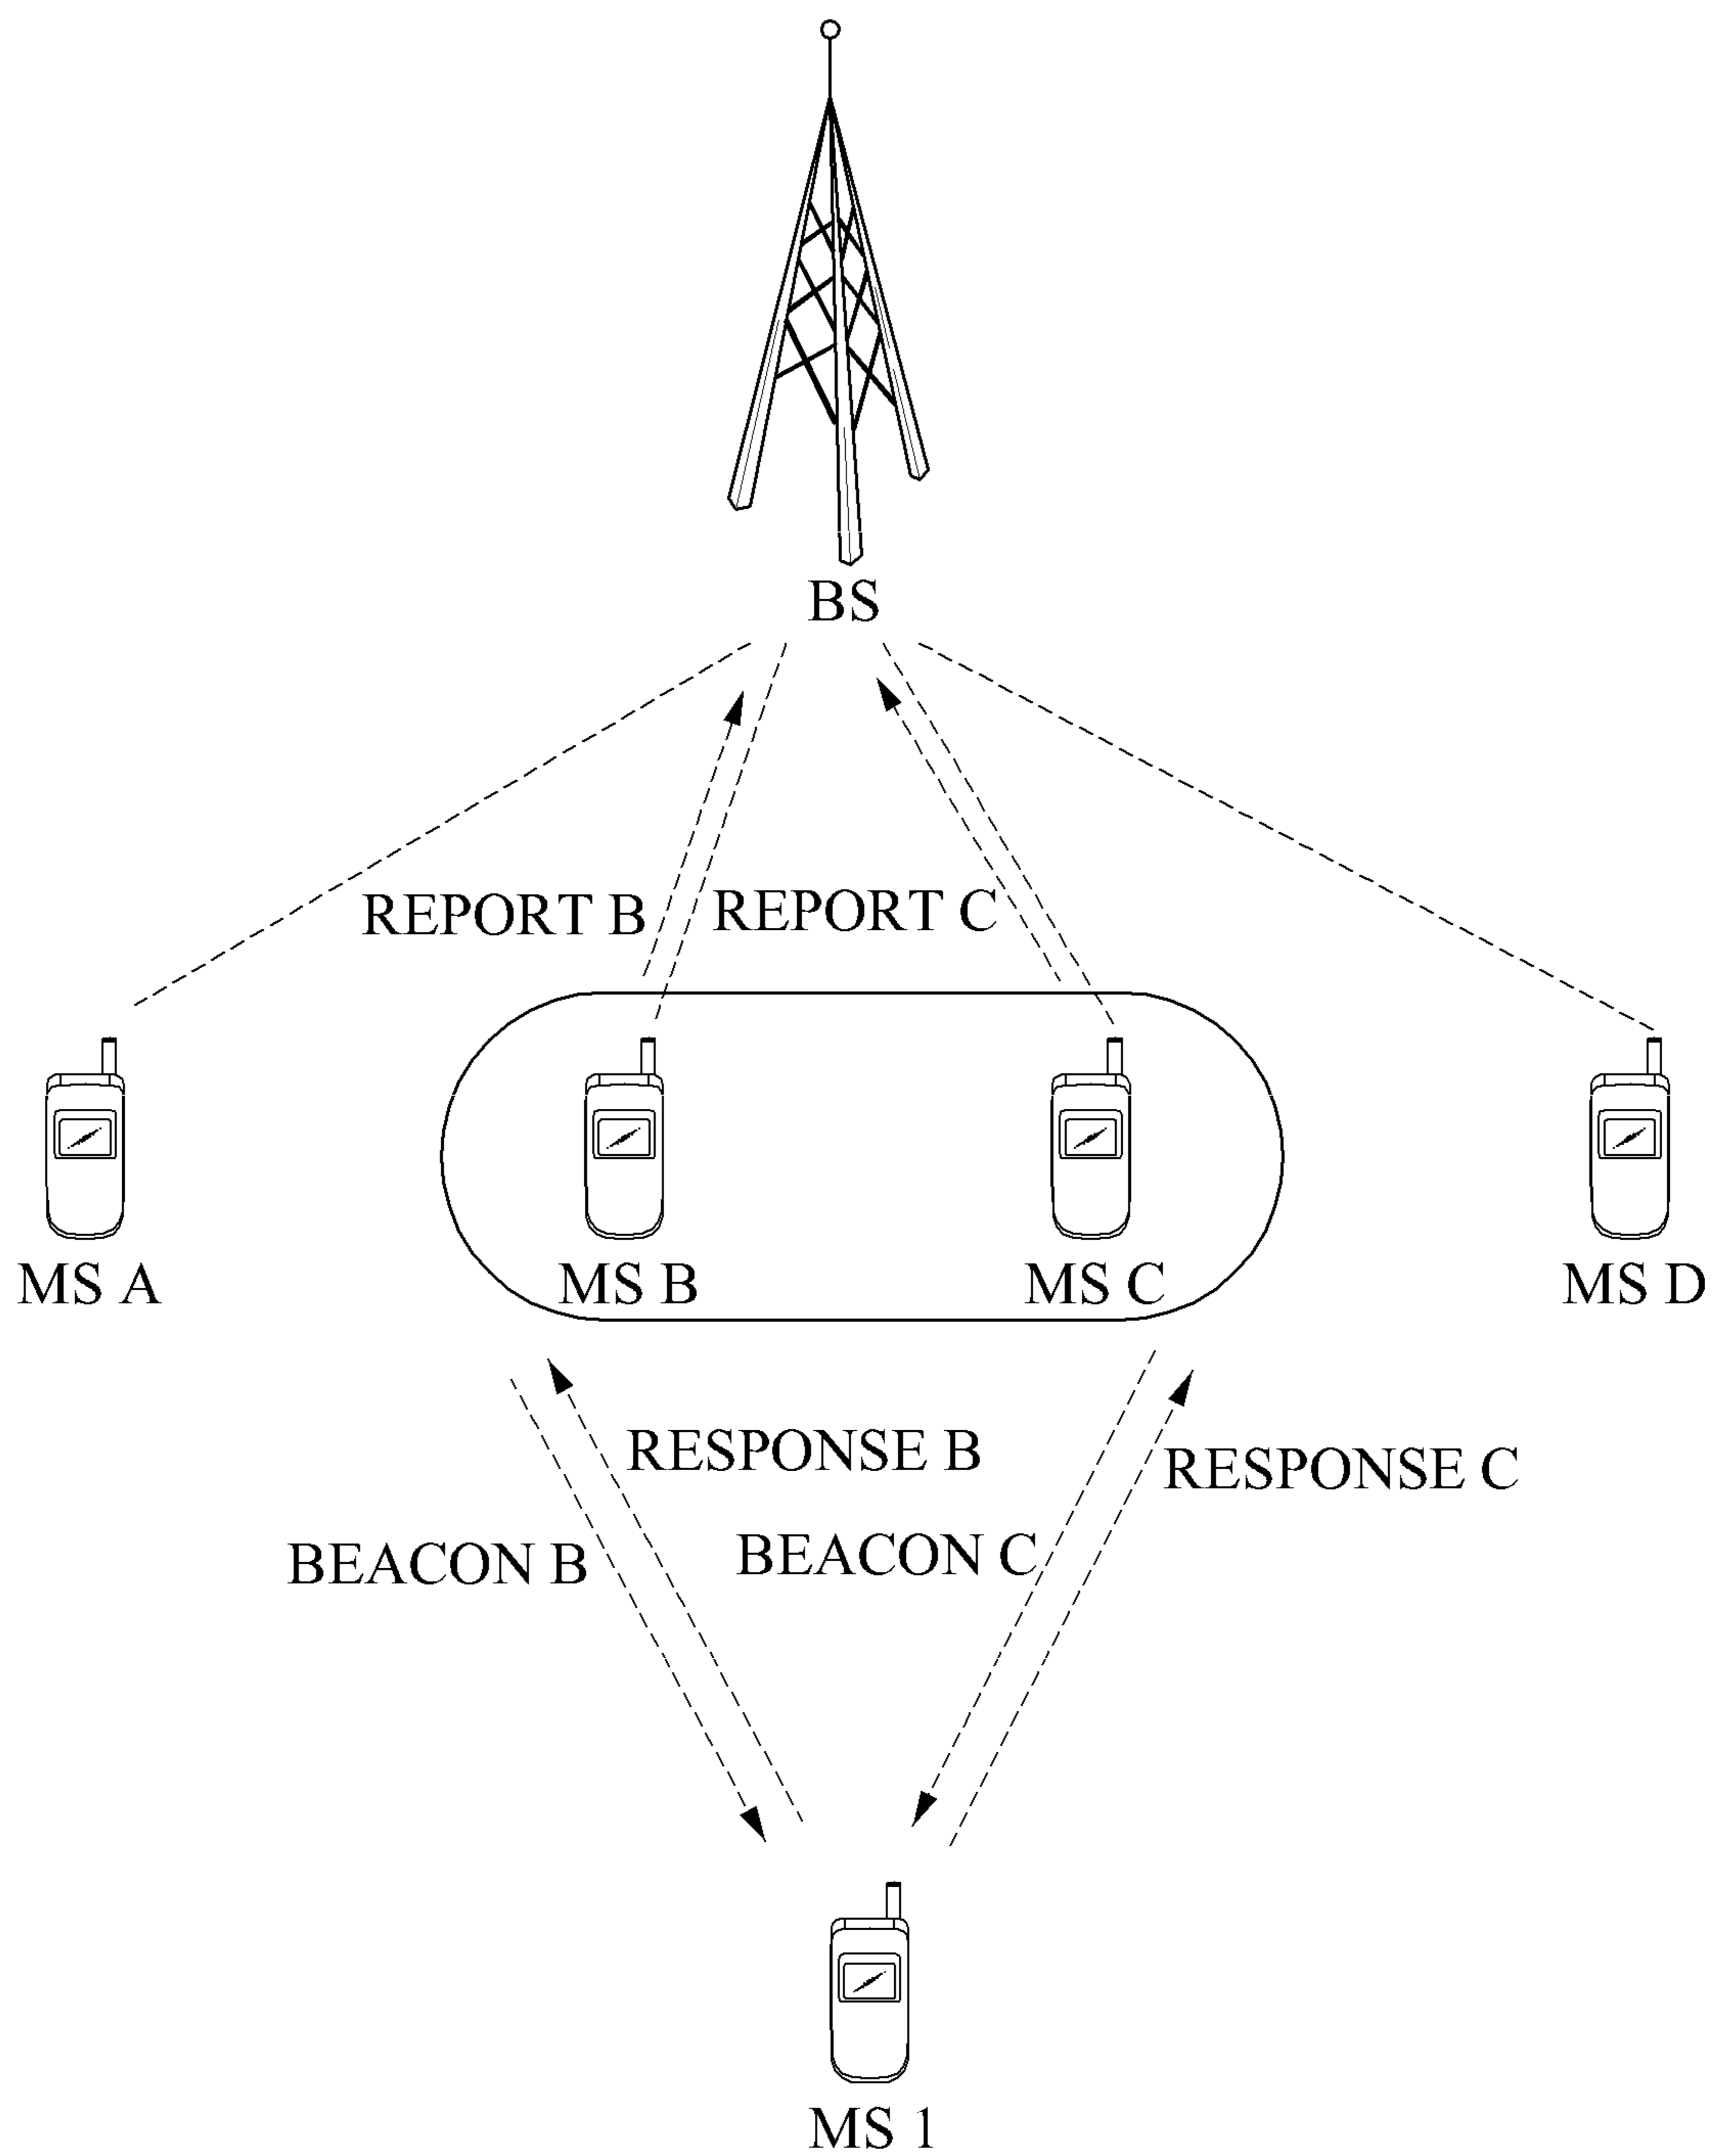 BS
REPORT B
REPORT C
MS A
MS B
MS C
MS D
RESPONSE B
RESPONSE C
BEACON B
BEACON C
MS 1